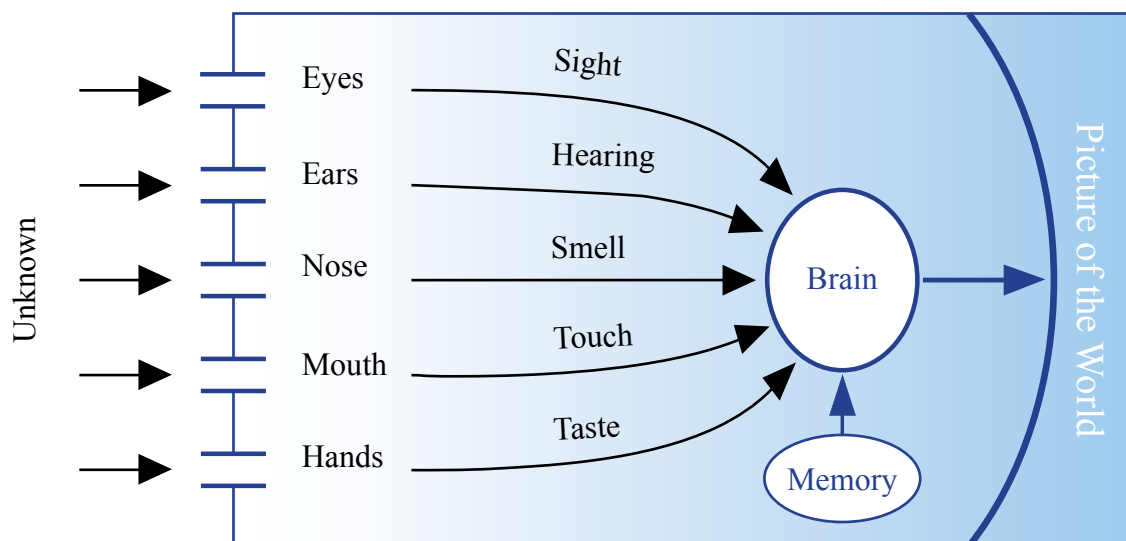 Unknown
Eyes
Sight
Ears
Hearing
Nose
Smell
Mouth
Touch
Hands
Taste
Brain
Memory
Picture of the World